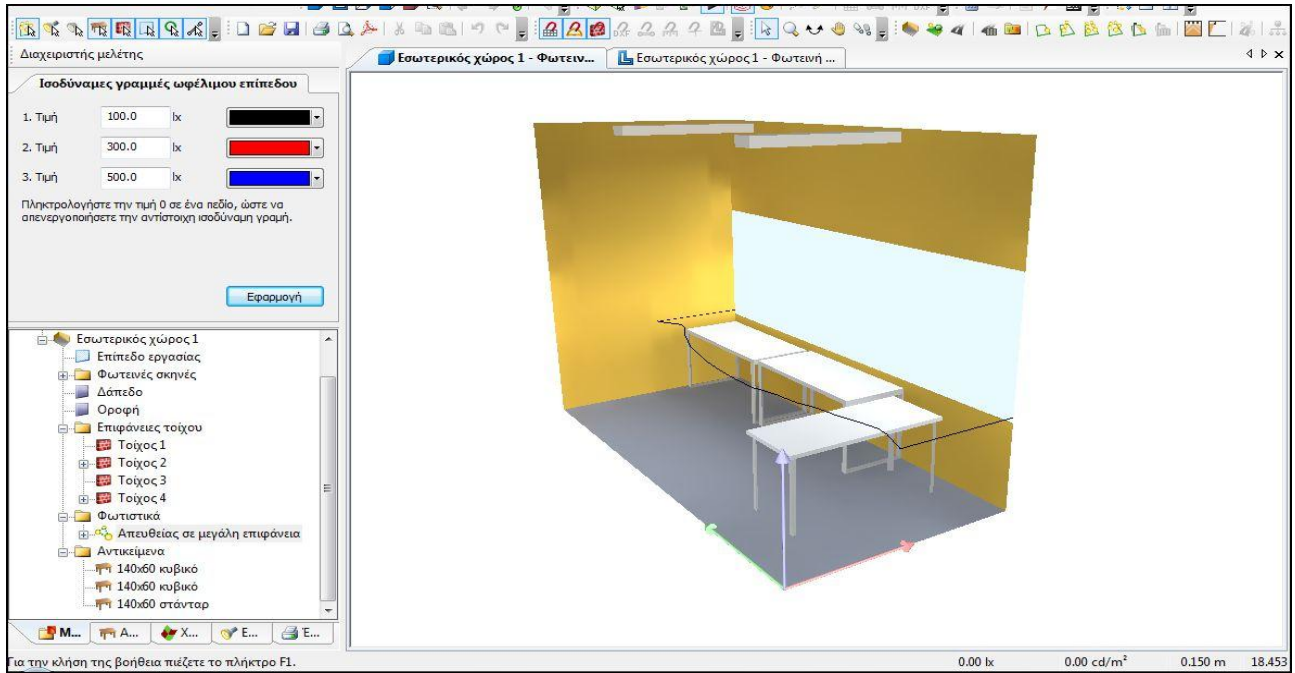 Διαχειριστής μελέτης
Εσωτερικός χώρος 1 - Φωτειν...
Εσωτερικός χώρος 1 - Φωτεινή ...
Ισοδύναμες γραμμές ωφέλιμου επίπεδου
1. Τιμή 100.0 lx
2. Τιμή 300.0 lx
3. Τιμή 500.0 lx
Πληκτρολογήστε την τιμή 0 σε ένα πεδίο, ώστε να
απενεργοποιήσετε την αντίστοιχη ισοδύναμη γραμή.
Εφαρμογή
Εσωτερικός χώρος 1
Επίπεδο εργασίας
Φωτεινές σκηνές
Δάπεδο
Οροφή
Επιφάνειες τοίχου
Τοίχος 1
Τοίχος 2
Τοίχος 3
Τοίχος 4
Φωτιστικά
Απευθείας σε μεγάλη επιφάνεια
Αντικείμενα
140x60 κυβικό
140x60 κυβικό
140x60 στάνταρ
Μ... Α... Χ... Ε... Έ...
Για την κλήση της βοήθεια πιέζετε το πλήκτρο F1.
0.00 lx 0.00 cd/m² 0.150 m 18.453